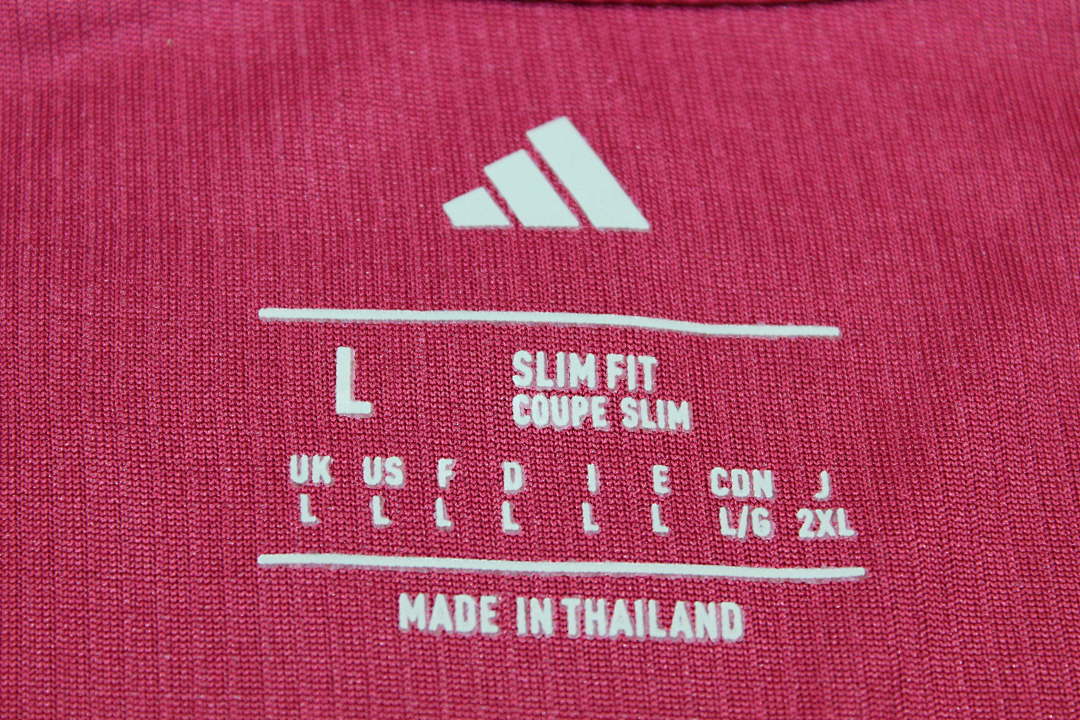 L
SLIM FIT
COUPE SLIM
UK US F D I E CDN J
L L L L L L L/G 2XL
MADE IN THAILAND